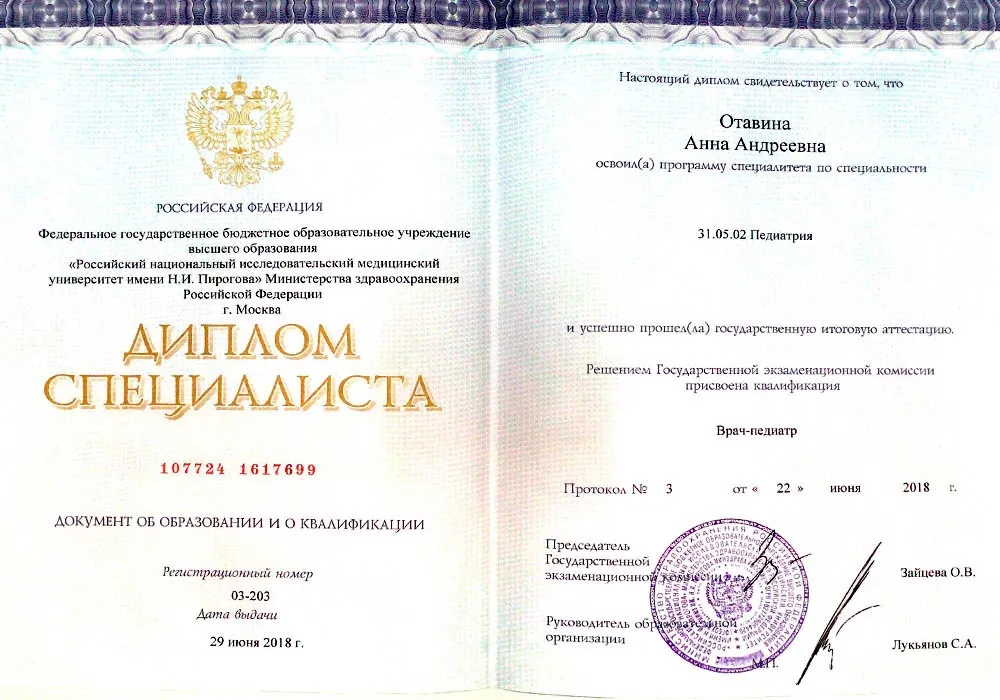 РОССИЙСКАЯ ФЕДЕРАЦИЯ
Федеральное государственное бюджетное образовательное учреждение
высшего образования
«Российский национальный исследовательский медицинский
университет имени Н.И. Пирогова» Министерства здравоохранения
Российской Федерации
г. Москва
ДИПЛОМ
СПЕЦИАЛИСТА
107724 1617699
ДОКУМЕНТ ОБ ОБРАЗОВАНИИ И О КВАЛИФИКАЦИИ
Регистрационный номер
03-203
Дата выдачи
29 июня 2018 г.
Настоящий диплом свидетельствует о том, что
Отавина
Анна Андреевна
освоил(а) программу специалитета по специальности
31.05.02 Педиатрия
и успешно прошел(ла) государственную итоговую аттестацию.
Решением Государственной экзаменационной комиссии
присвоена квалификация
Врач-педиатр
Протокол № 3 от « 22 » июня 2018 г.
Председатель
Государственной
экзаменационной комиссии
Зайцева О.В.
Руководитель образовательной
организации
Лукьянов С.А.
М.П.